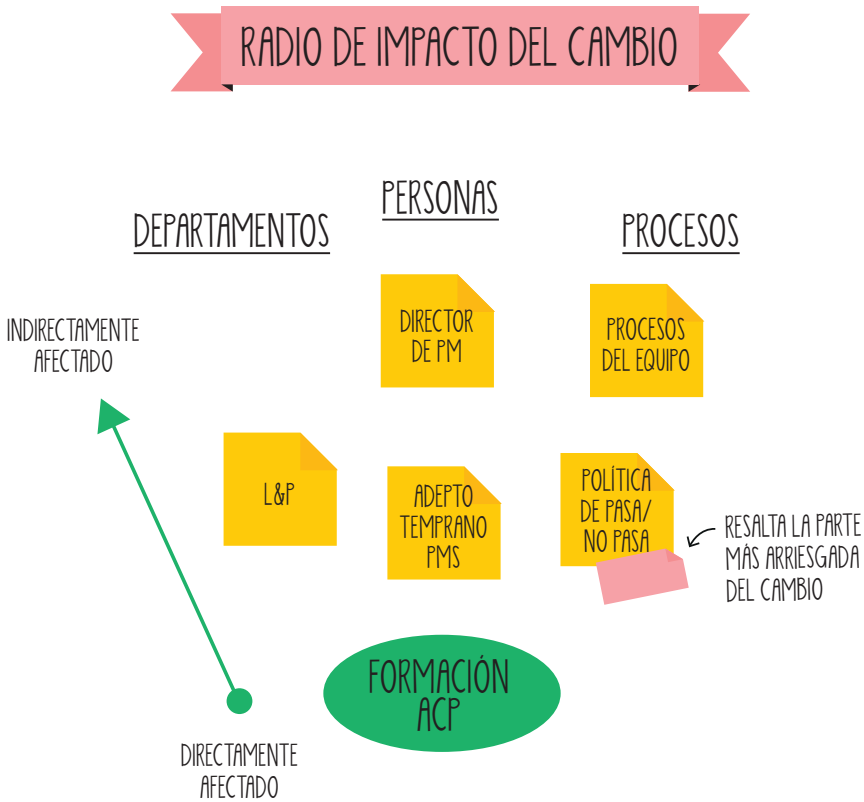 RADIO DE IMPACTO DEL CAMBIO
DEPARTAMENTOS
PERSONAS
PROCESOS
INDIRECTAMENTE
AFECTADO
DIRECTOR
DE PM
PROCESOS
DEL EQUIPO
L&P
ADEPTO
TEMPRANO
PMS
POLÍTICA
DE PASA/
NO PASA
RESALTA LA PARTE
MÁS ARRIESGADA
DEL CAMBIO
FORMACIÓN
ACP
DIRECTAMENTE
AFECTADO